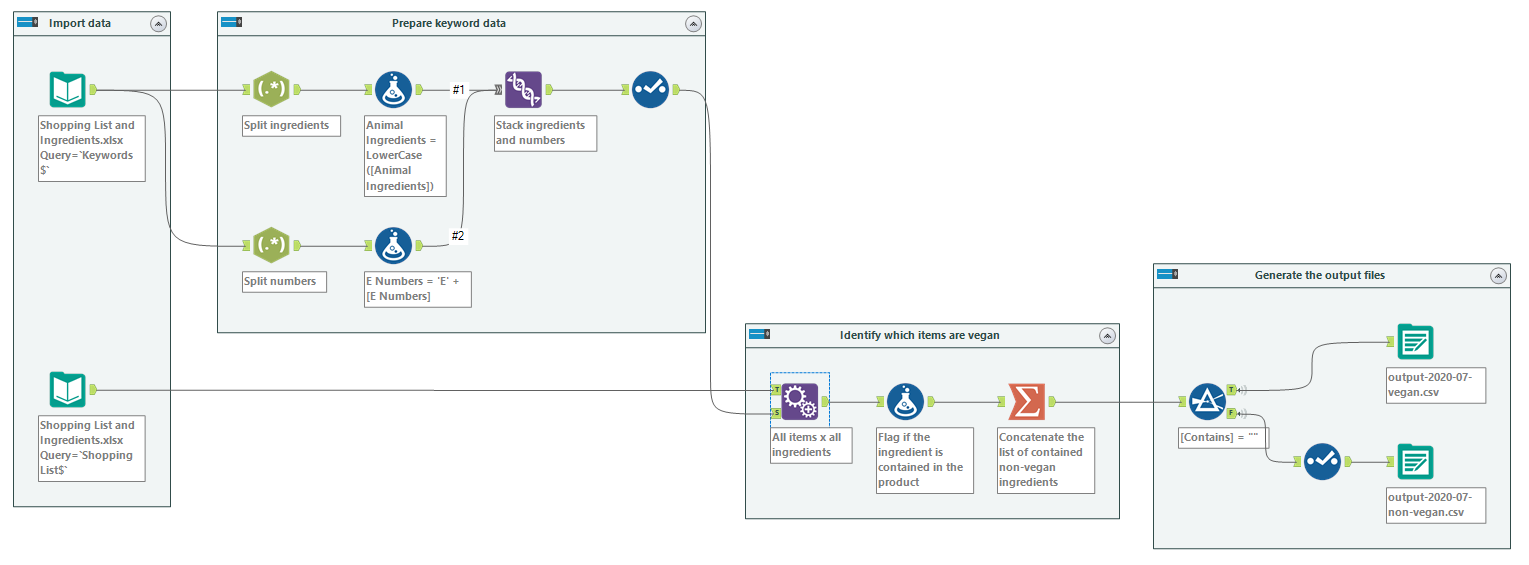 Import data
Shopping List and
Ingredients.xlsx
Query=`Keywords
$`
Shopping List and
Ingredients.xlsx
Query=`Shopping
List$`
Prepare keyword data
(.*)
Split ingredients
Animal
Ingredients =
LowerCase
([Animal
Ingredients])
#1
Stack ingredients
and numbers
(.*)
Split numbers
E Numbers = 'E' +
[E Numbers]
#2
Identify which items are vegan
T
S
All items x all
ingredients
Flag if the
ingredient is
contained in the
product
Concatenate the
list of contained
non-vegan
ingredients
Generate the output files
T
F
[Contains] = ""
output-2020-07-
vegan.csv
output-2020-07-
non-vegan.csv